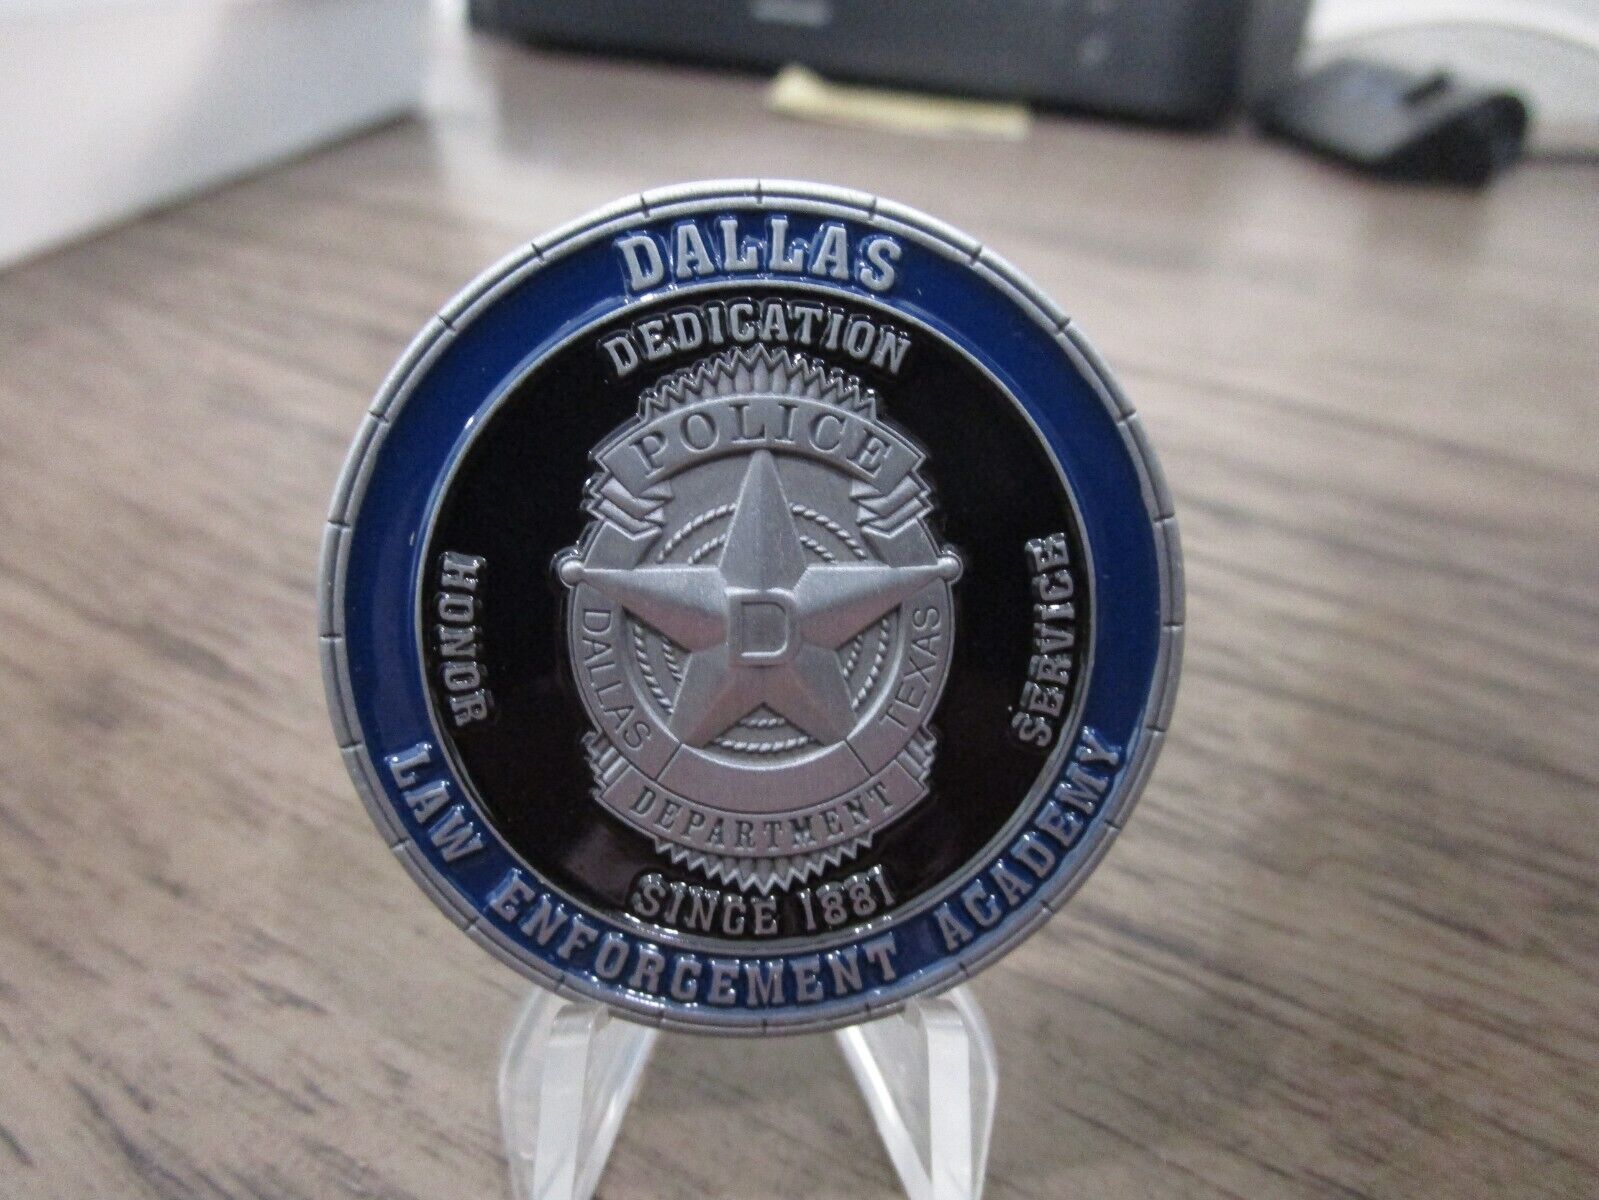 DALLAS
DEDICATION
POLICE
HONOR
D
SERVICE
DALLAS
TEXAS
DEPARTMENT
SINCE 1881
LAW ENFORCEMENT ACADEMY